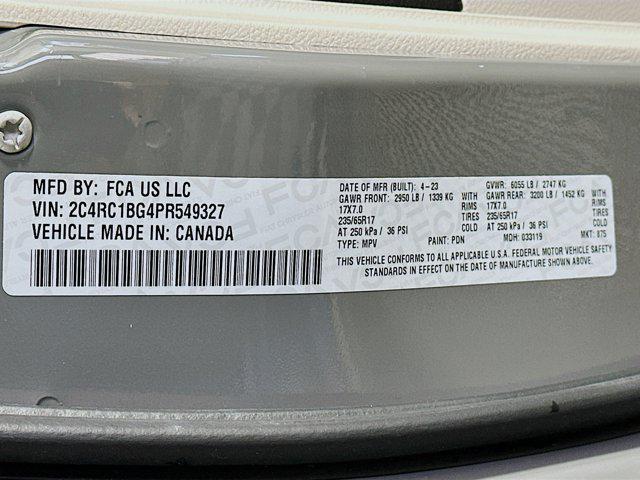 MFD BY: FCA US LLC
VIN: 2C4RC1BG4PR549327
VEHICLE MADE IN: CANADA
DATE OF MFR (BUILT): 4-23 GVWR: 6055 LB / 2747 KG
GAWR FRONT: 2950 LB / 1339 KG WITH GAWR REAR: 3200 LB / 1452 KG WITH
17X7.0 RIMS 17X7.0 RIMS
235/65R17 TIRES 235/65R17 TIRES
AT 250 kPa / 36 PSI COLD AT 250 kPa / 36 PSI COLD
TYPE: MPV PAINT: PDN MDH: 033119 MKT: 875
THIS VEHICLE CONFORMS TO ALL APPLICABLE U.S.A. FEDERAL MOTOR VEHICLE SAFETY
STANDARDS IN EFFECT ON THE DATE OF MANUFACTURE SHOWN ABOVE.